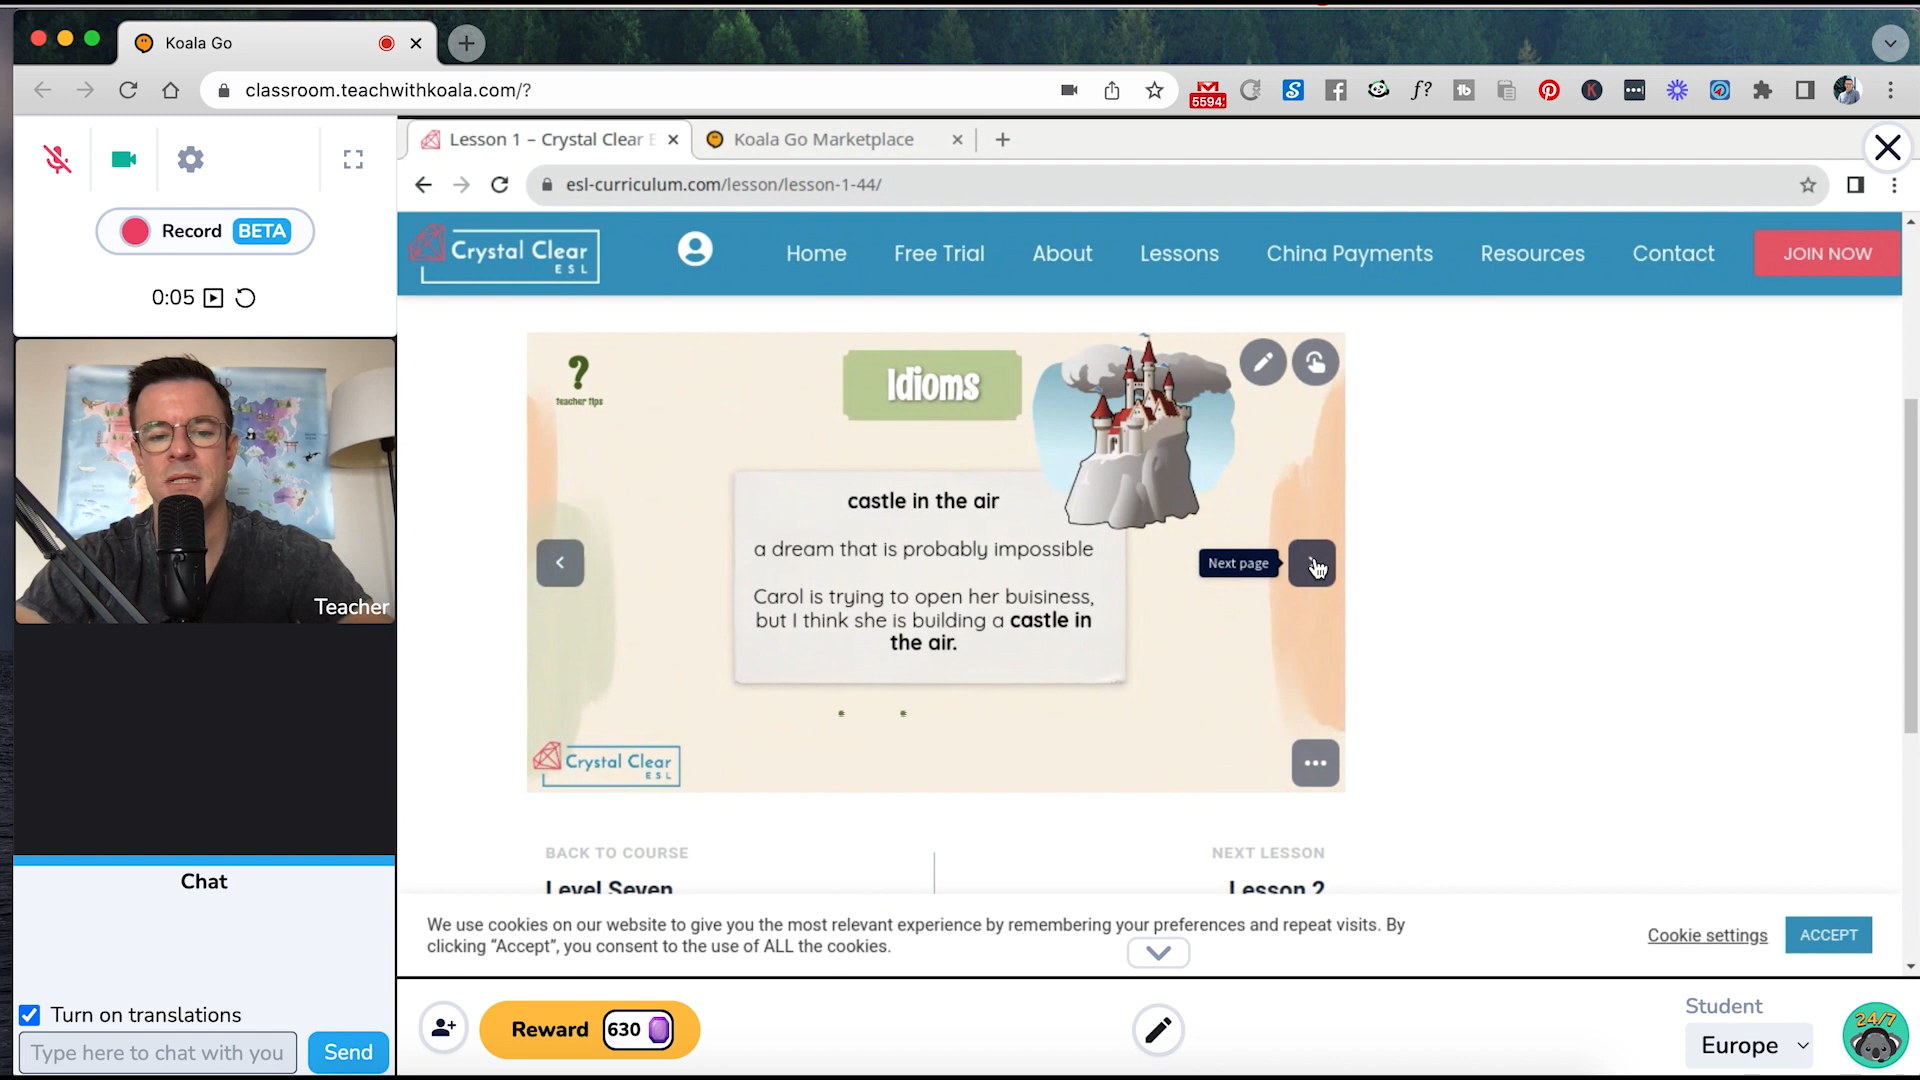 Koala Go
classroom.teachwithkoala.com/?
5594
f?
Record BETA
0:05
Teacher
Chat
Turn on translations
Type here to chat with you
Send
Lesson 1 – Crystal Clear E
Koala Go Marketplace
esl-curriculum.com/lesson/lesson-1-44/
Crystal Clear
ESL
Home
Free Trial
About
Lessons
China Payments
Resources
Contact
JOIN NOW
?
teacher tips
Idioms
castle in the air
a dream that is probably impossible
Carol is trying to open her buisiness,
but I think she is building a castle in
the air.
Next page
Crystal Clear
ESL
BACK TO COURSE
Level Seven
NEXT LESSON
Lesson 2
We use cookies on our website to give you the most relevant experience by remembering your preferences and repeat visits. By
clicking “Accept”, you consent to the use of ALL the cookies.
Cookie settings
ACCEPT
Reward 630
Student
Europe
24/7